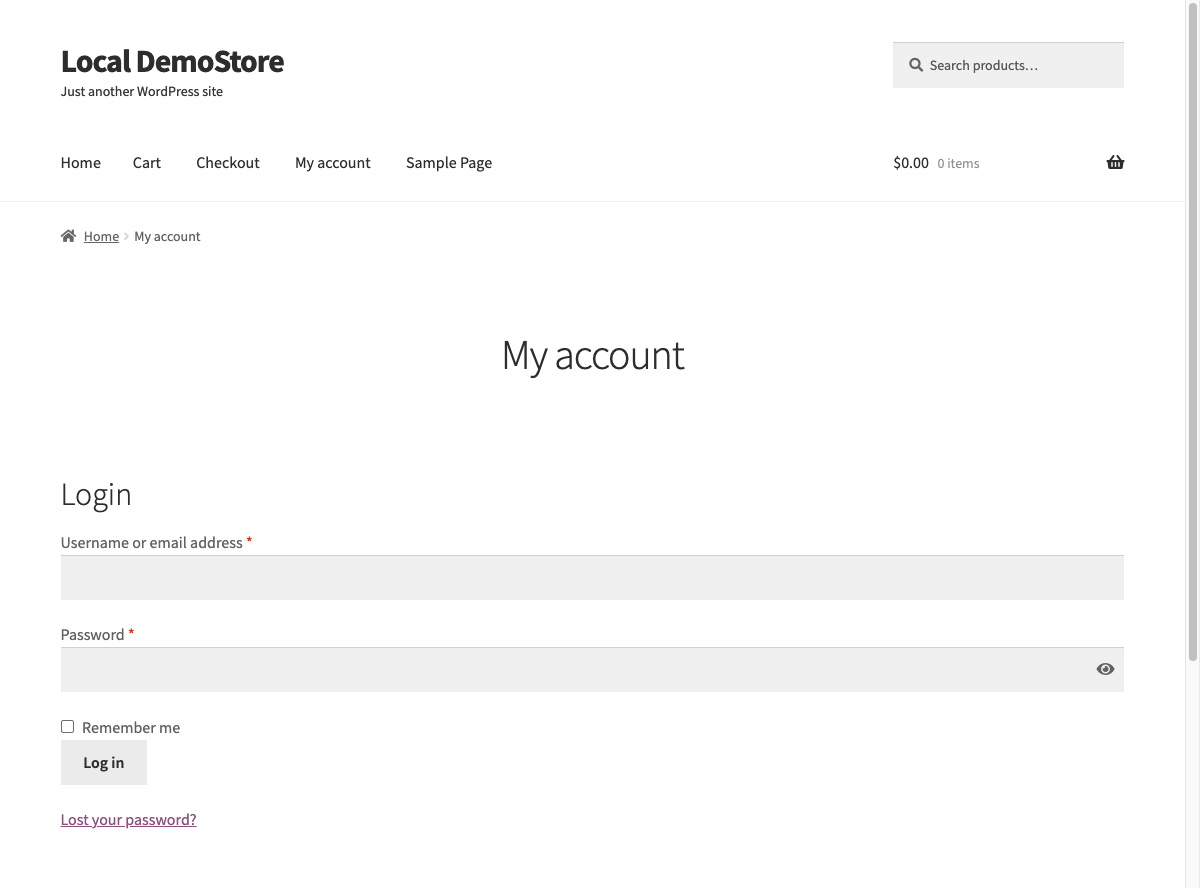 Local DemoStore
Just another WordPress site
Search products…
Home Cart Checkout My account Sample Page
$0.00 0 items
Home My account
My account
Login
Username or email address *
Password *
Remember me
Log in
Lost your password?